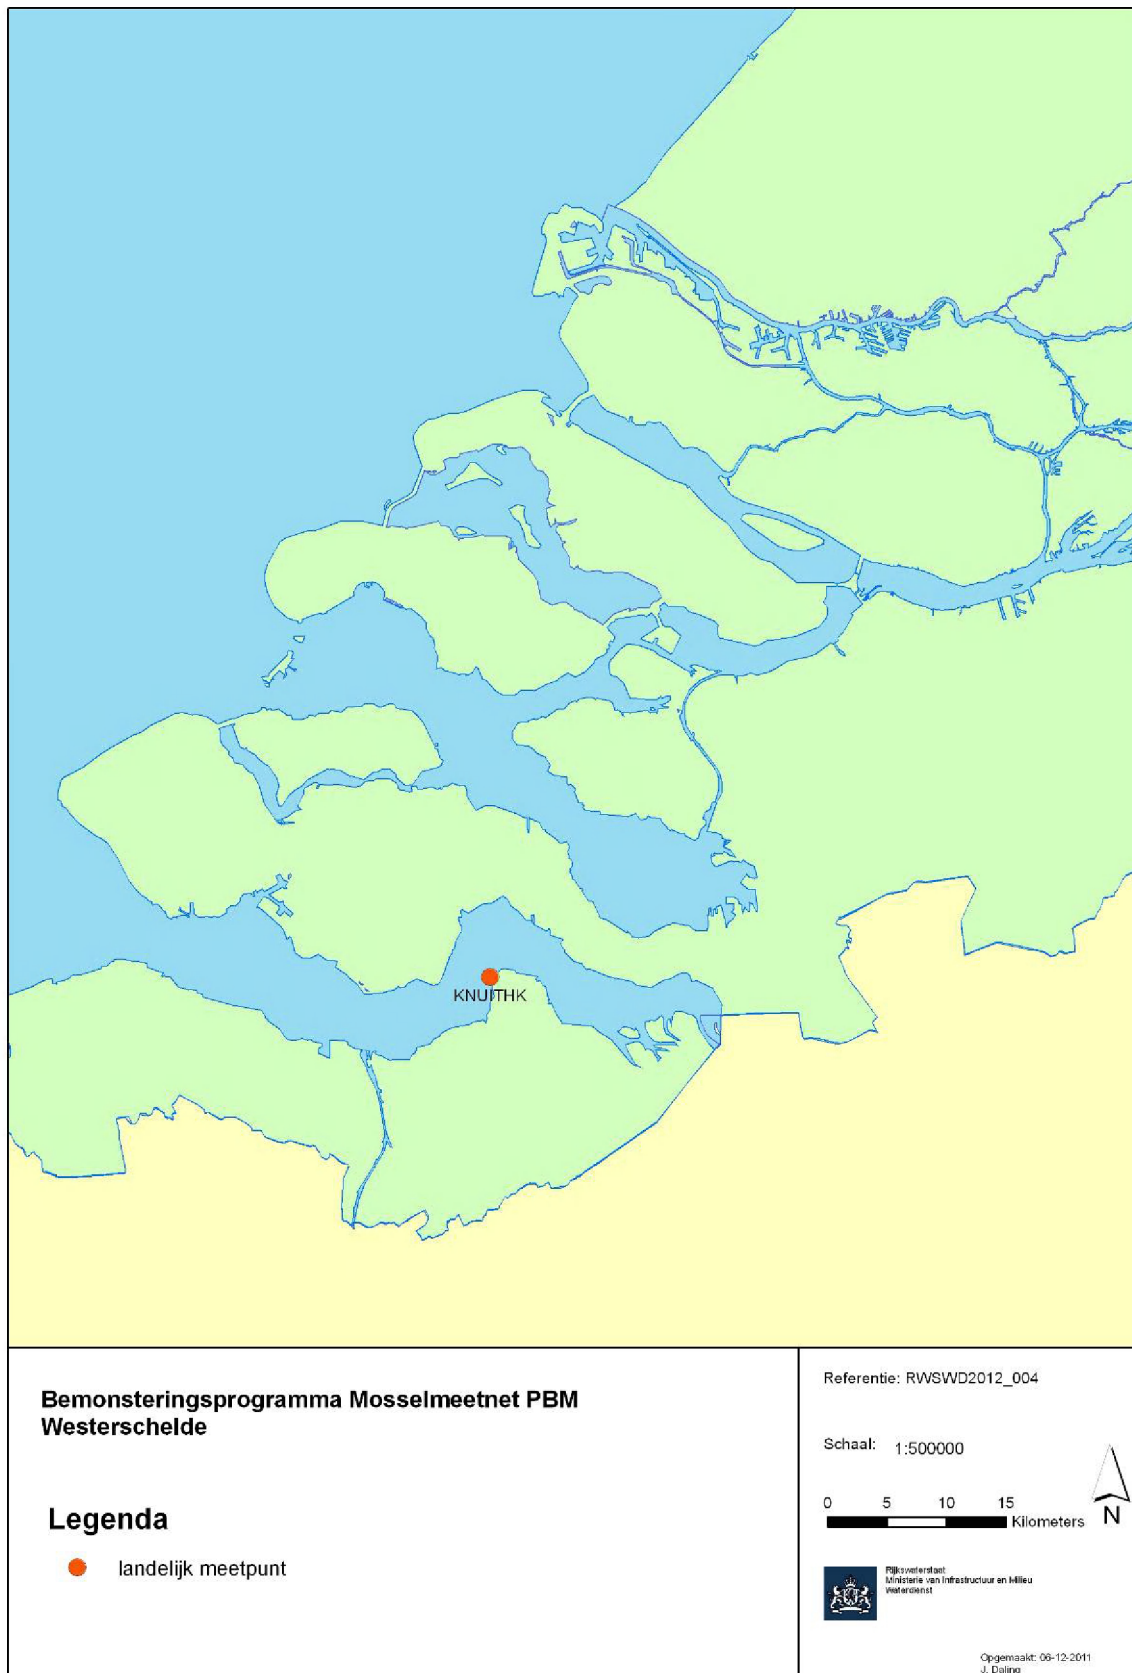 KNUITHK
Bemonsteringsprogramma Mosselmeetnet PBM
Westerschelde
Legenda
landelijk meetpunt
Referentie: RWSWD2012_004
Schaal: 1:500000
0 5 10 15
Kilometers
N
Rijkswaterstaat
Ministerie van Infrastructuur en Milieu
Waterdienst
Opgemaakt: 06-12-2011
J. Daling